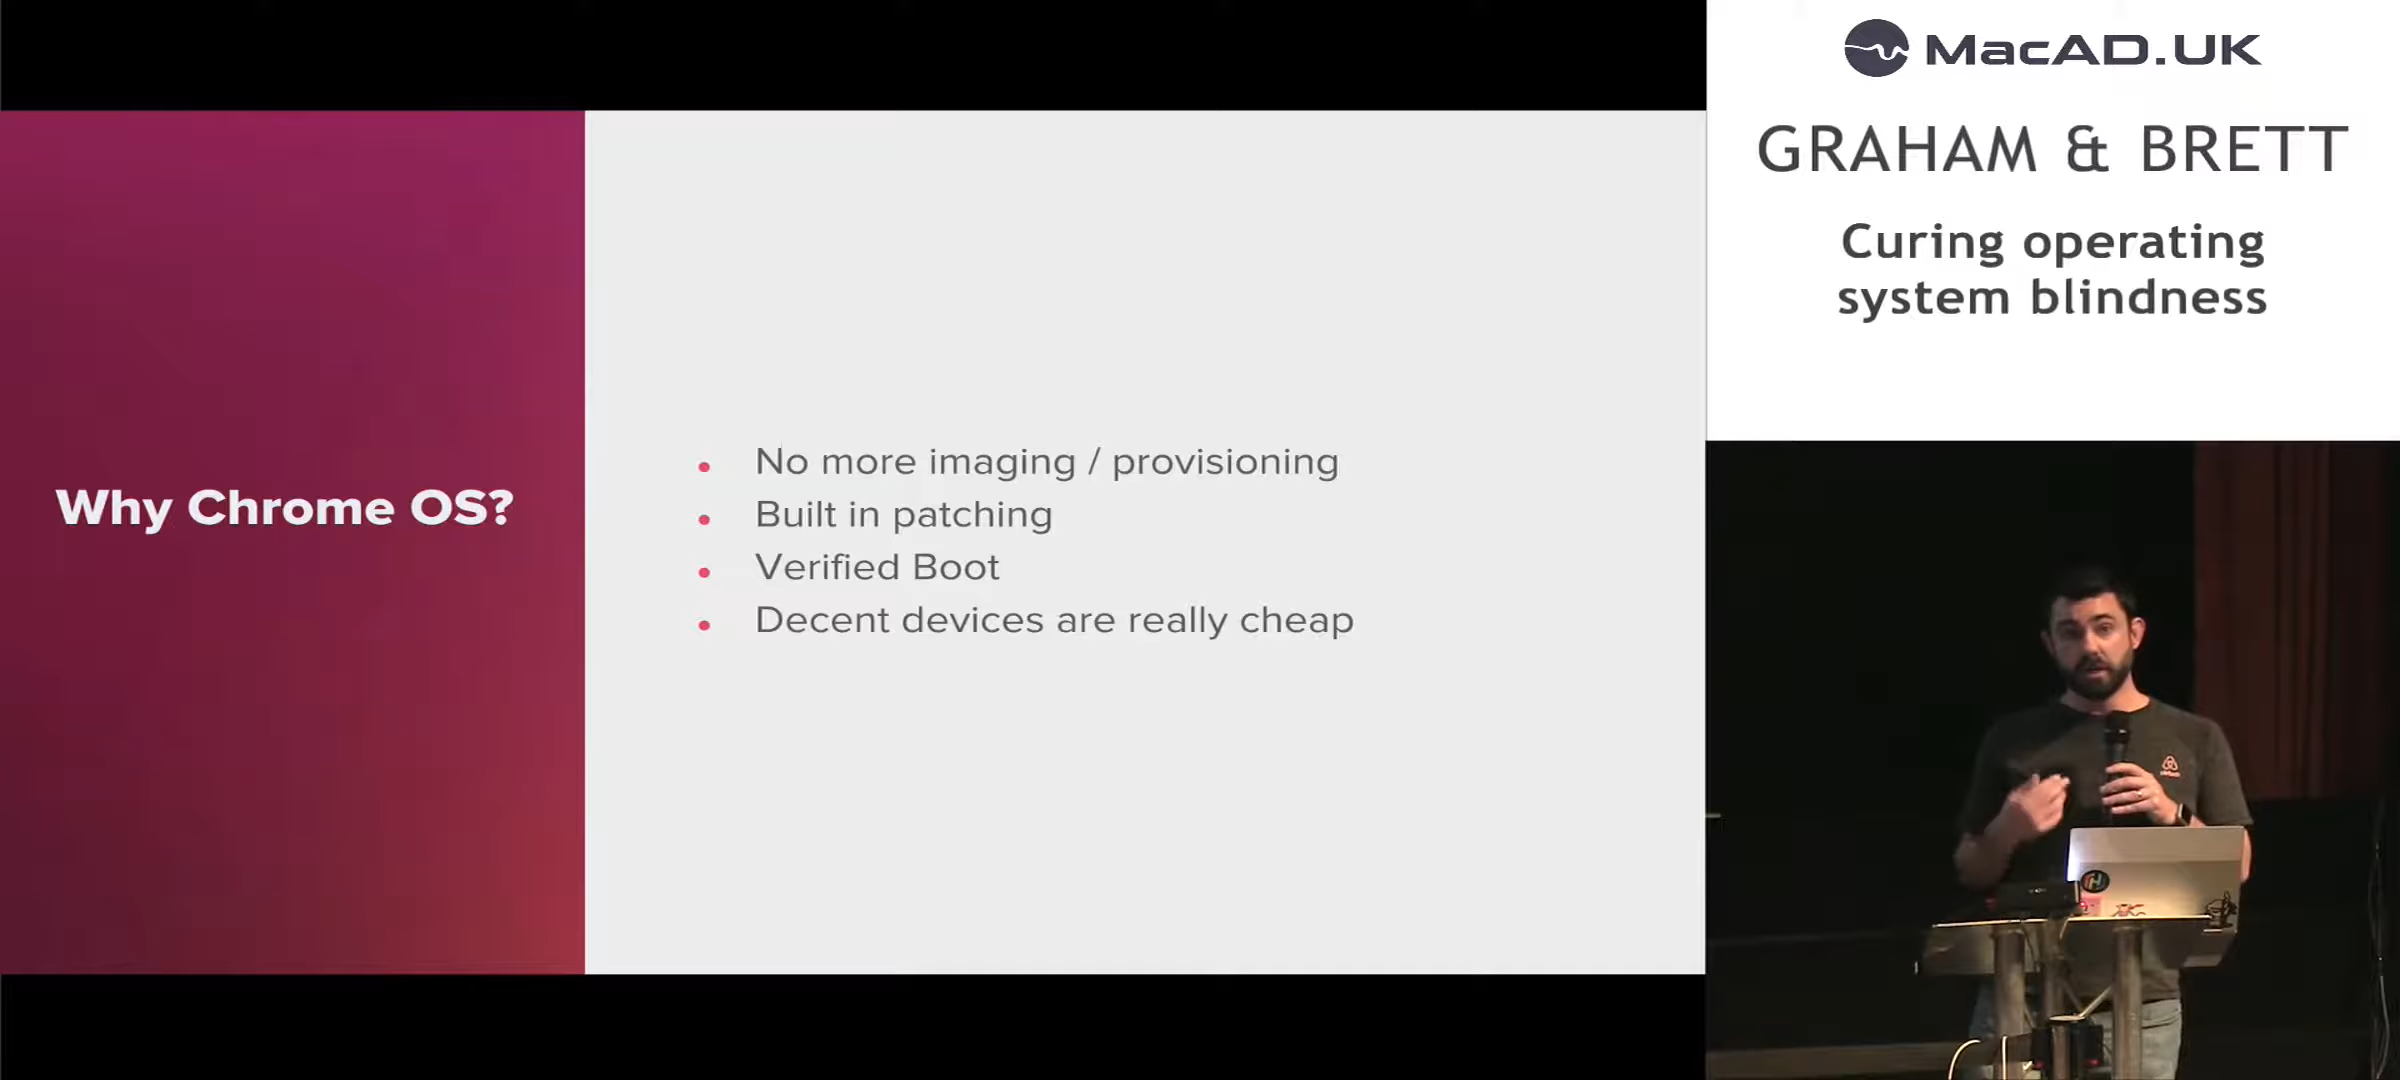 MacAD.UK
GRAHAM & BRETT
Curing operating
system blindness
Why Chrome OS?
No more imaging / provisioning
Built in patching
Verified Boot
Decent devices are really cheap